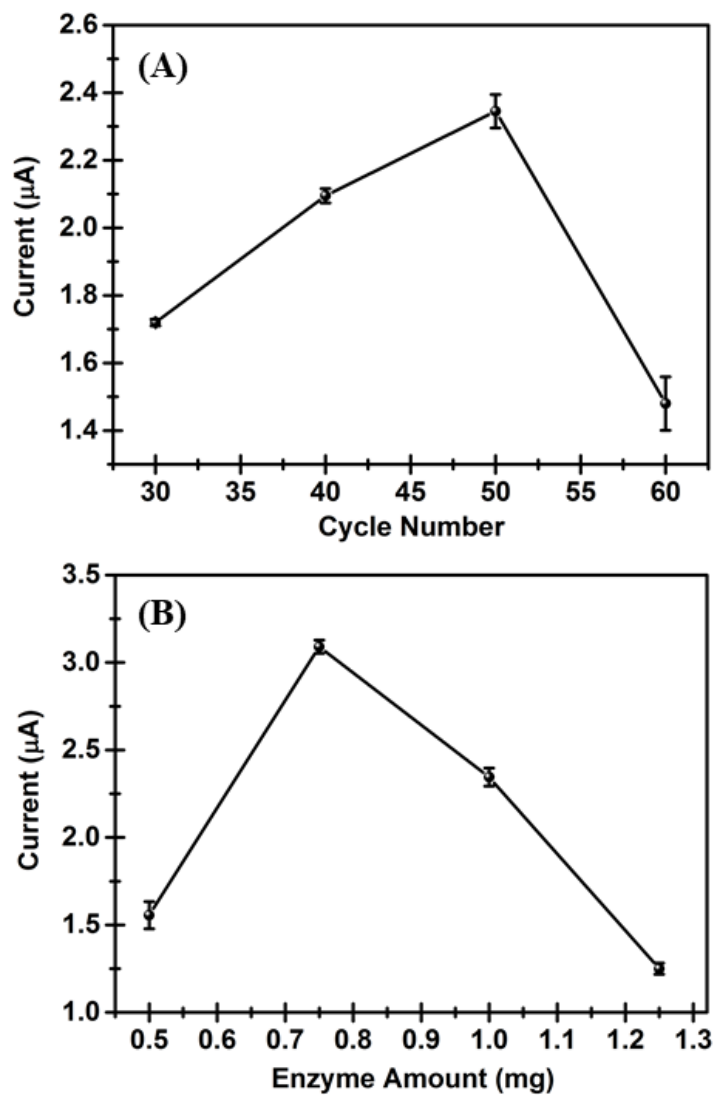 (A)
2.6
2.4
2.2
2.0
1.8
1.6
1.4
Current (μA)
30 35 40 45 50 55 60
Cycle Number
(B)
3.5
3.0
2.5
2.0
1.5
1.0
Current (μA)
0.5 0.6 0.7 0.8 0.9 1.0 1.1 1.2 1.3
Enzyme Amount (mg)